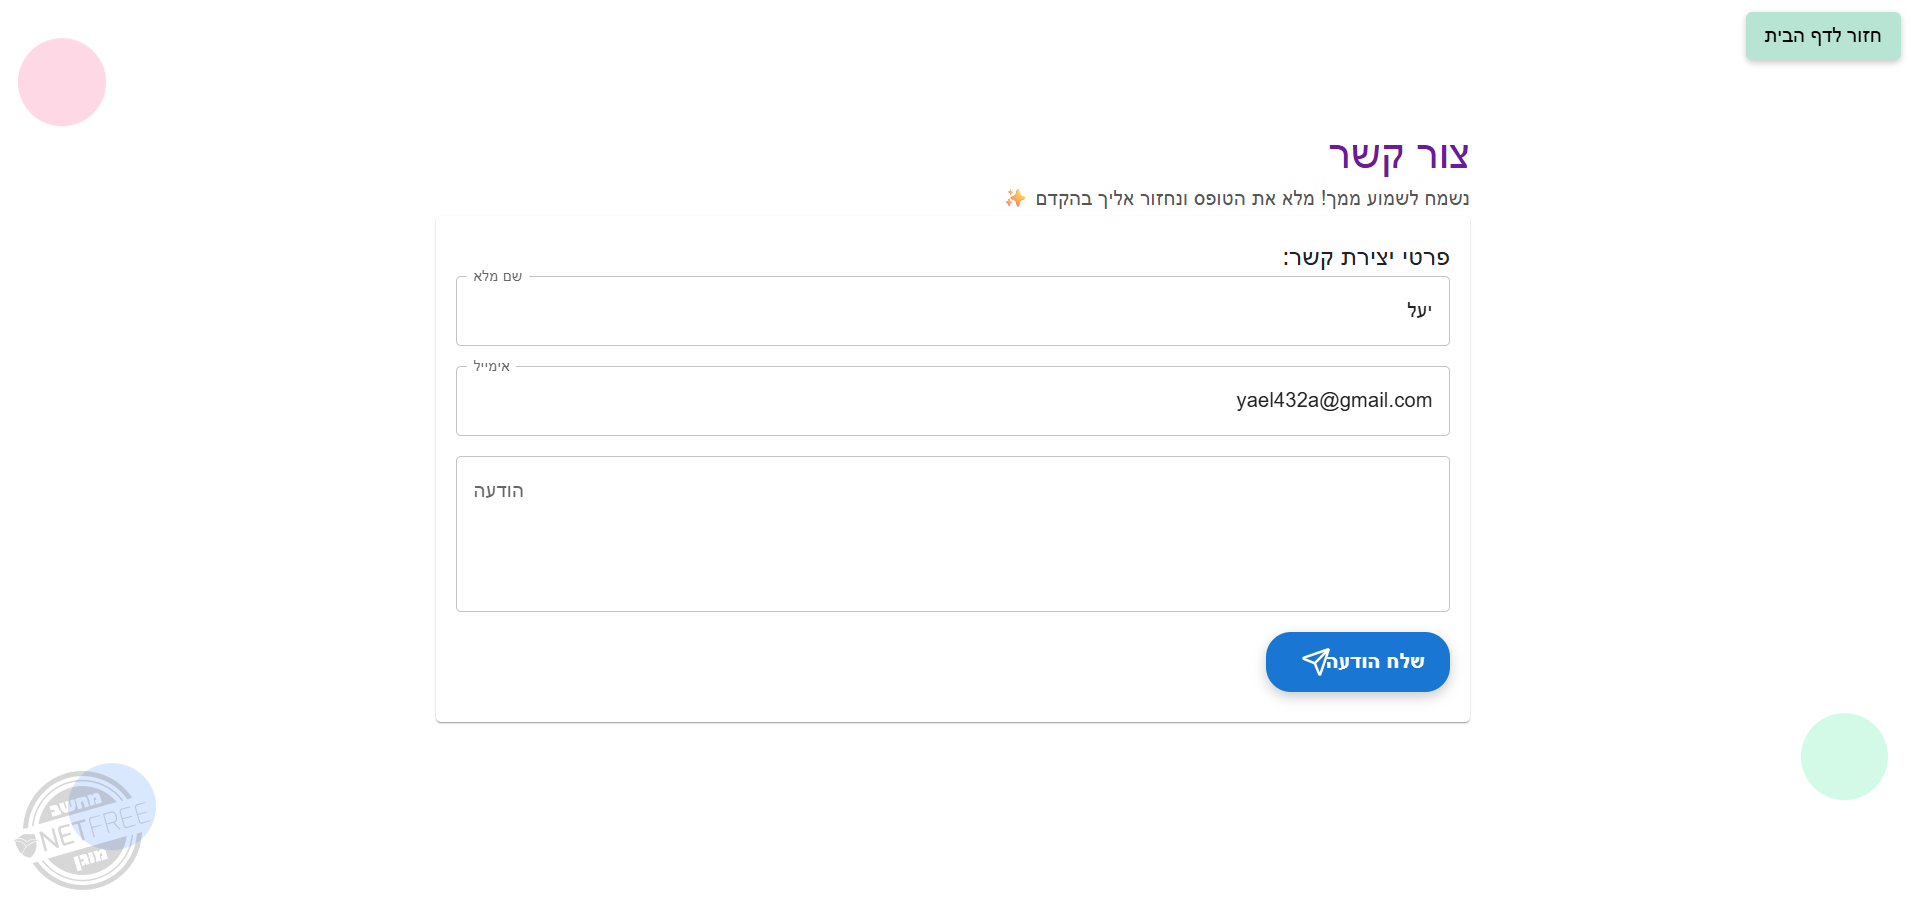 חזור לדף הבית
צור קשר
נשמח לשמוע ממך! מלא את הטופס ונחזור אליך בהקדם ✨
פרטי יצירת קשר:
שם מלא
יעל
אימייל
yael432a@gmail.com
הודעה
שלח הודעה
מחשב
NETFREE
מוגן